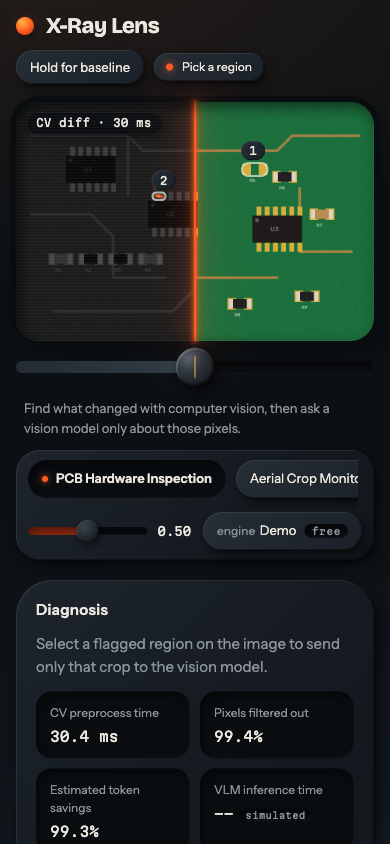 X-Ray Lens
Hold for baseline
Pick a region
CV diff · 30 ms
1
2
U3
Find what changed with computer vision, then ask a
vision model only about those pixels.
PCB Hardware Inspection
Aerial Crop Monito
0.50
engine Demo free
Diagnosis
Select a flagged region on the image to send
only that crop to the vision model.
CV preprocess time
30.4 ms
Pixels filtered out
99.4%
Estimated token
savings
99.3%
VLM inference time
—— simulated